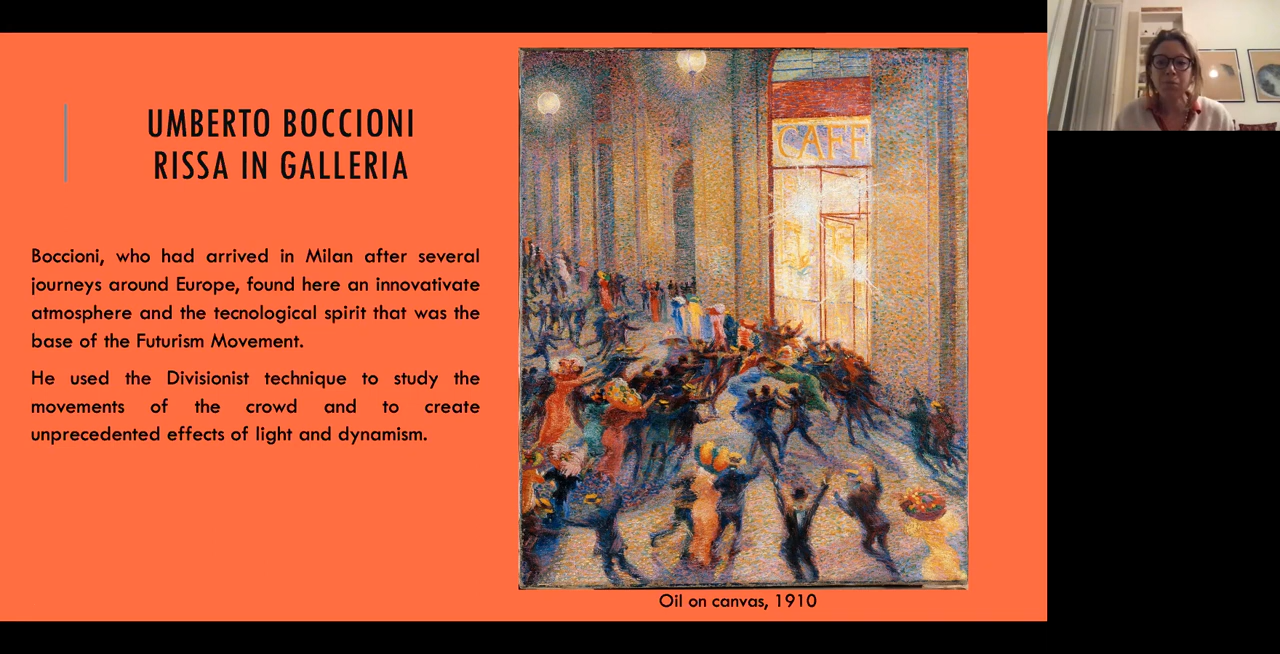 UMBERTO BOCCIONI
RISSA IN GALLERIA
Boccioni, who had arrived in Milan after several
journeys around Europe, found here an innovativate
atmosphere and the tecnological spirit that was the
base of the Futurism Movement.
He used the Divisionist technique to study the
movements of the crowd and to create
unprecedented effects of light and dynamism.
CAFF
Oil on canvas, 1910